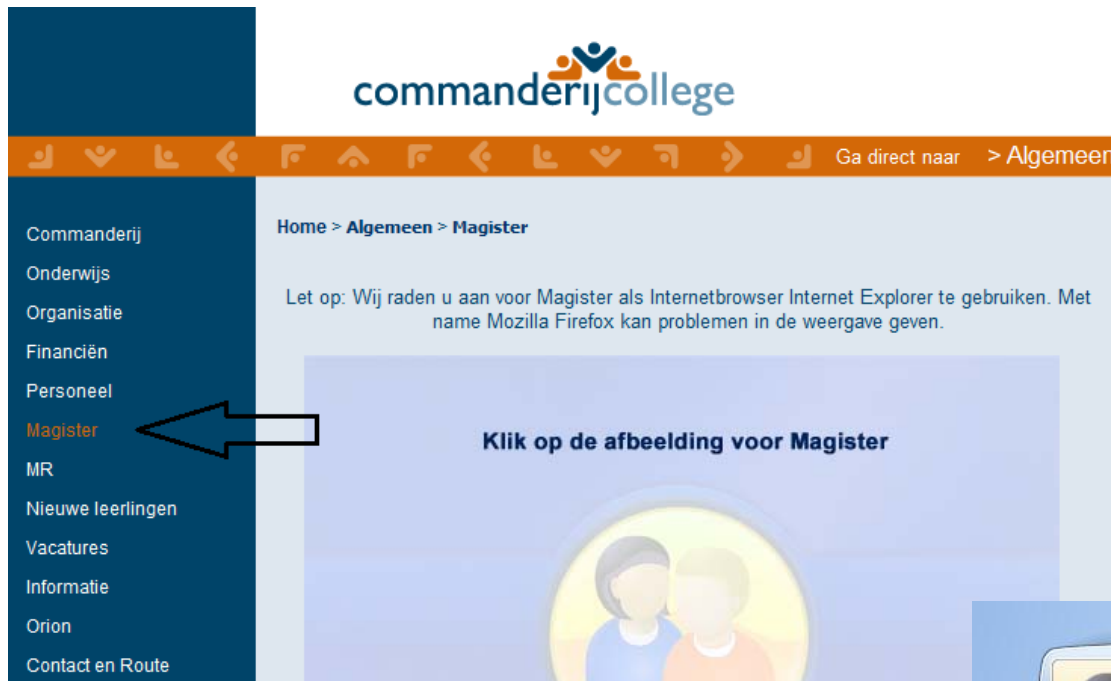 commanderijcollege
Ga direct naar > Algemeen
Home > Algemeen > Magister
Let op: Wij raden u aan voor Magister als Internetbrowser Internet Explorer te gebruiken. Met
name Mozilla Firefox kan problemen in de weergave geven.
Klik op de afbeelding voor Magister
Commanderij
Onderwijs
Organisatie
Financiën
Personeel
Magister
MR
Nieuwe leerlingen
Vacatures
Informatie
Orion
Contact en Route